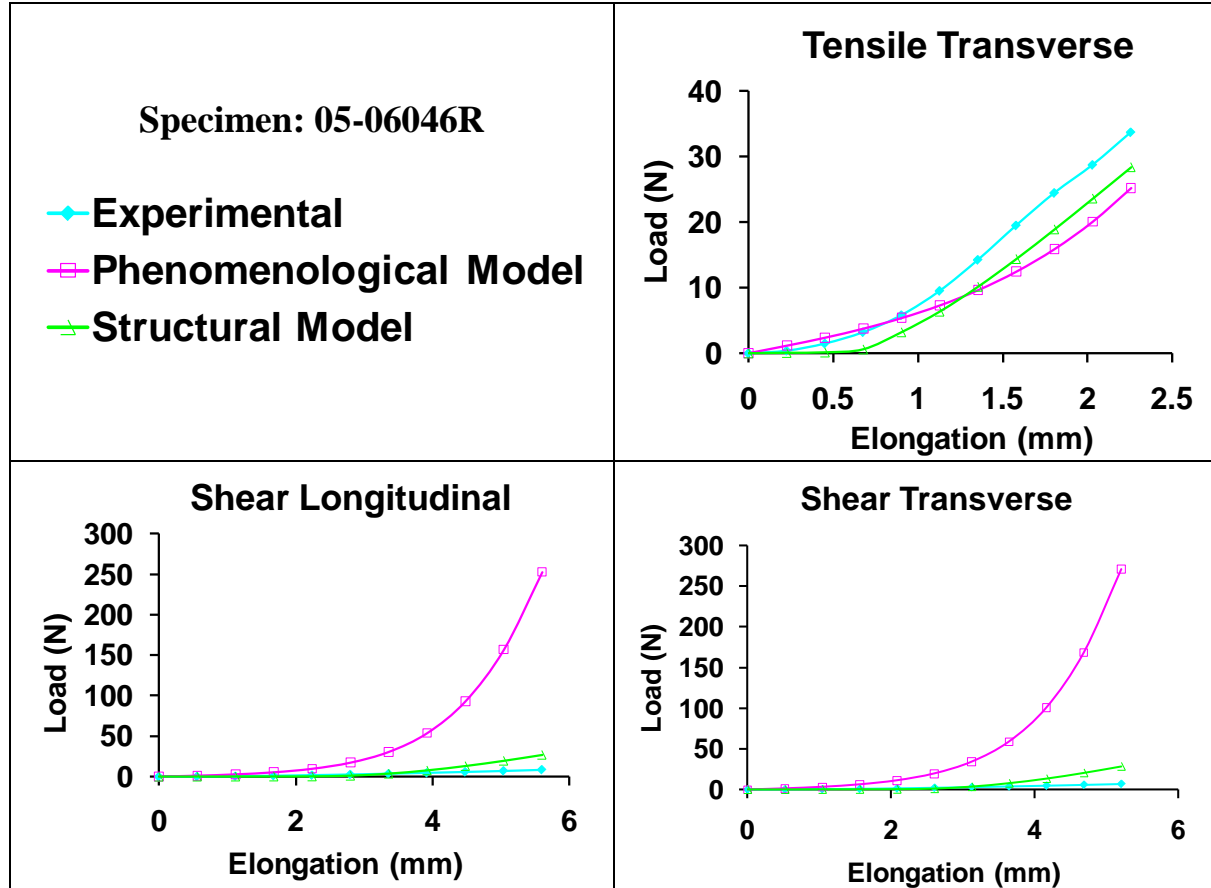 Specimen: 05-06046R
Experimental
Phenomenological Model
Structural Model
Tensile Transverse
40
30
20
10
0
Load (N)
0 0.5 1 1.5 2 2.5
Elongation (mm)
Shear Longitudinal
300
250
200
150
100
50
0
Load (N)
0 2 4 6
Elongation (mm)
Shear Transverse
300
250
200
150
100
50
0
Load (N)
0 2 4 6
Elongation (mm)